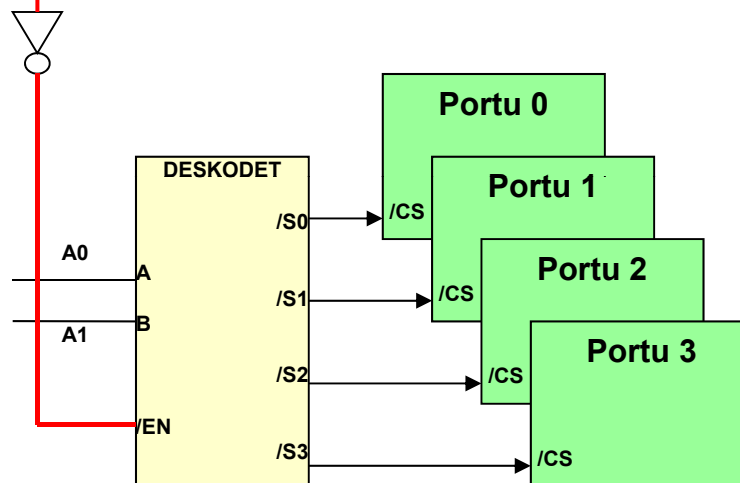 Portu 0
DESKODET
Portu 1
/S0
/CS
A0
Portu 2
A
/S1
/CS
B
A1
Portu 3
/S2
/CS
/EN
/S3
/CS